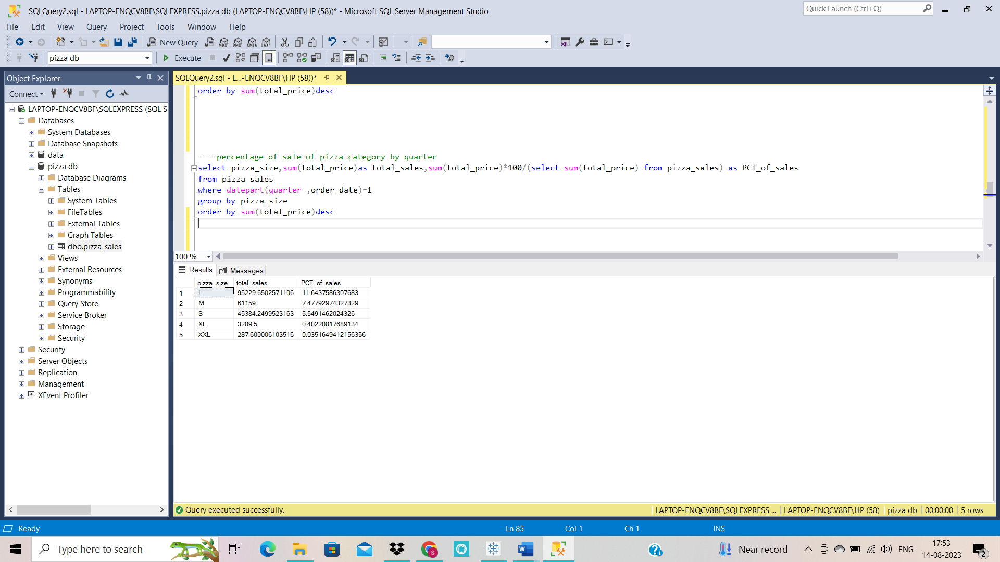 SQLQuery2.sql - LAPTOP-ENQCV8BF\SQLEXPRESS.pizza db (LAPTOP-ENQCV8BF\HP (58))* - Microsoft SQL Server Management Studio
Quick Launch (Ctrl+Q)
File Edit View Query Project Tools Window Help
New Query MDX DMX XMLA DAX
pizza db Execute
Object Explorer
SQLQuery2.sql - L...-ENQCV8BF\HP (58))*
Connect
LAPTOP-ENQCV8BF\SQLEXPRESS (SQL S
Databases
System Databases
Database Snapshots
data
pizza db
Database Diagrams
Tables
System Tables
FileTables
External Tables
Graph Tables
dbo.pizza_sales
Views
External Resources
Synonyms
Programmability
Query Store
Service Broker
Storage
Security
Security
Server Objects
Replication
Management
XEvent Profiler
order by sum(total_price)desc
----percentage of sale of pizza category by quarter
select pizza_size,sum(total_price)as total_sales,sum(total_price)*100/(select sum(total_price) from pizza_sales) as PCT_of_sales
from pizza_sales
where datepart(quarter ,order_date)=1
group by pizza_size
order by sum(total_price)desc
100 %
Results Messages
pizza_size total_sales PCT_of_sales
1 L 95229.6502571106 11.6437586307683
2 M 61159 7.47792974327329
3 S 45384.2499523163 5.5491462024326
4 XL 3289.5 0.40220817689134
5 XXL 287.600006103516 0.0351649412156356
Query executed successfully. LAPTOP-ENQCV8BF\SQLEXPRESS ... LAPTOP-ENQCV8BF\HP (58) pizza db 00:00:00 5 rows
Ready Ln 85 Col 1 Ch 1 INS
Type here to search Near record ENG 17:53
14-08-2023 2